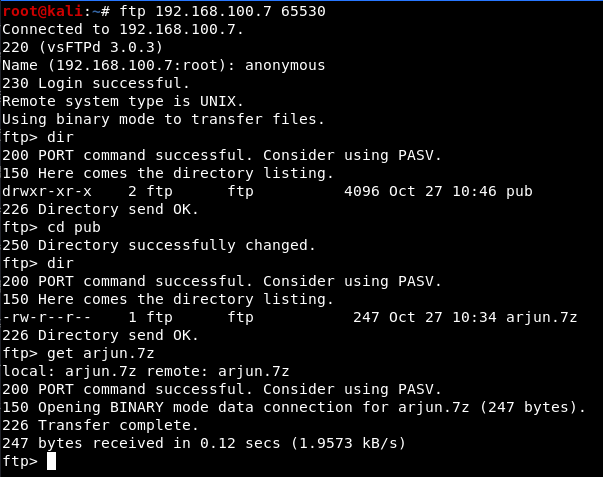 root@kali:~# ftp 192.168.100.7 65530
Connected to 192.168.100.7.
220 (vsFTPd 3.0.3)
Name (192.168.100.7:root): anonymous
230 Login successful.
Remote system type is UNIX.
Using binary mode to transfer files.
ftp> dir
200 PORT command successful. Consider using PASV.
150 Here comes the directory listing.
drwxr-xr-x    2 ftp      ftp          4096 Oct 27 10:46 pub
226 Directory send OK.
ftp> cd pub
250 Directory successfully changed.
ftp> dir
200 PORT command successful. Consider using PASV.
150 Here comes the directory listing.
-rw-r--r--    1 ftp      ftp           247 Oct 27 10:34 arjun.7z
226 Directory send OK.
ftp> get arjun.7z
local: arjun.7z remote: arjun.7z
200 PORT command successful. Consider using PASV.
150 Opening BINARY mode data connection for arjun.7z (247 bytes).
226 Transfer complete.
247 bytes received in 0.12 secs (1.9573 kB/s)
ftp>